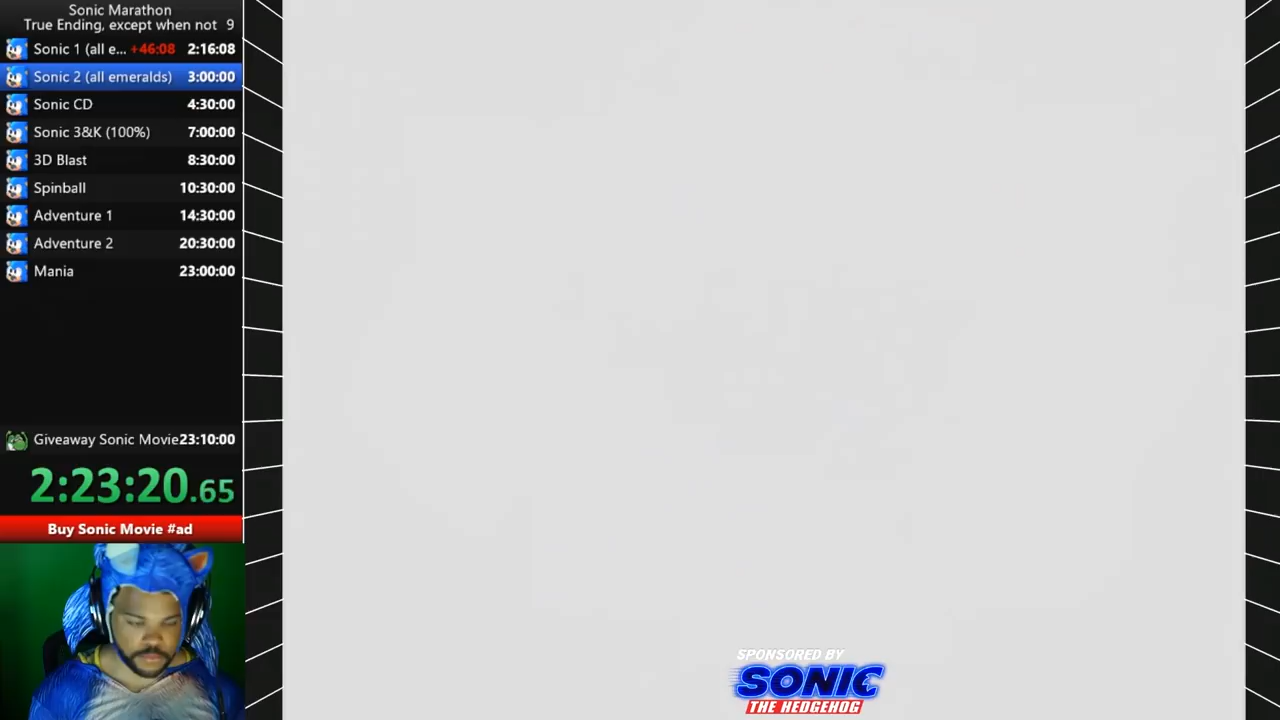 Sonic Marathon
True Ending, except when not 9
Sonic 1 (all e... +46:08 2:16:08
Sonic 2 (all emeralds) 3:00:00
Sonic CD 4:30:00
Sonic 3&K (100%) 7:00:00
3D Blast 8:30:00
Spinball 10:30:00
Adventure 1 14:30:00
Adventure 2 20:30:00
Mania 23:00:00
Giveaway Sonic Movie 23:10:00
2:23:20.65
Buy Sonic Movie #ad
SPONSORED BY
SONIC
THE HEDGEHOG